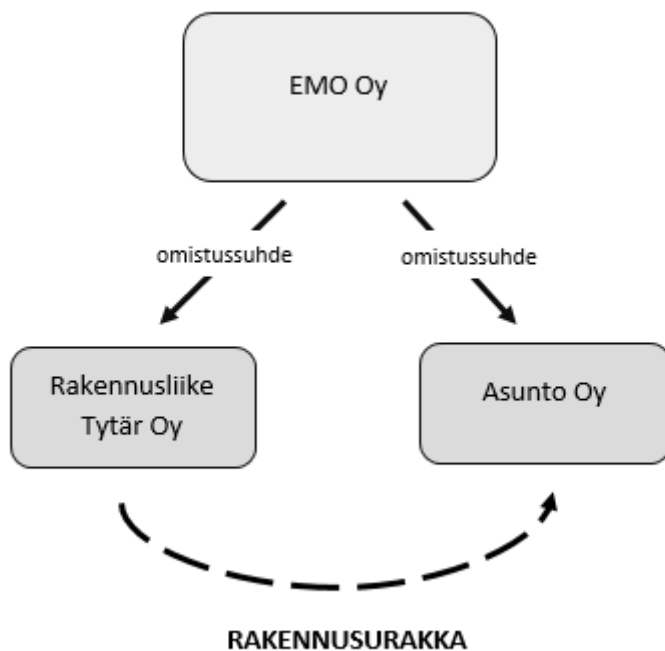 EMO Oy
omistussuhde
omistussuhde
Rakennusliike
Tytär Oy
Asunto Oy
RAKENNUSURAKKA